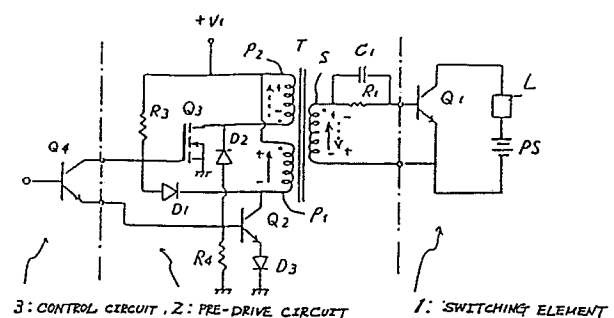 +V1
P2
T
S
C1
R1
Q1
L
PS
R3
Q3
D2
Q4
D1
Q2
P1
R4
D3
3: CONTROL CIRCUIT, 2: PRE-DRIVE CIRCUIT
1: SWITCHING ELEMENT